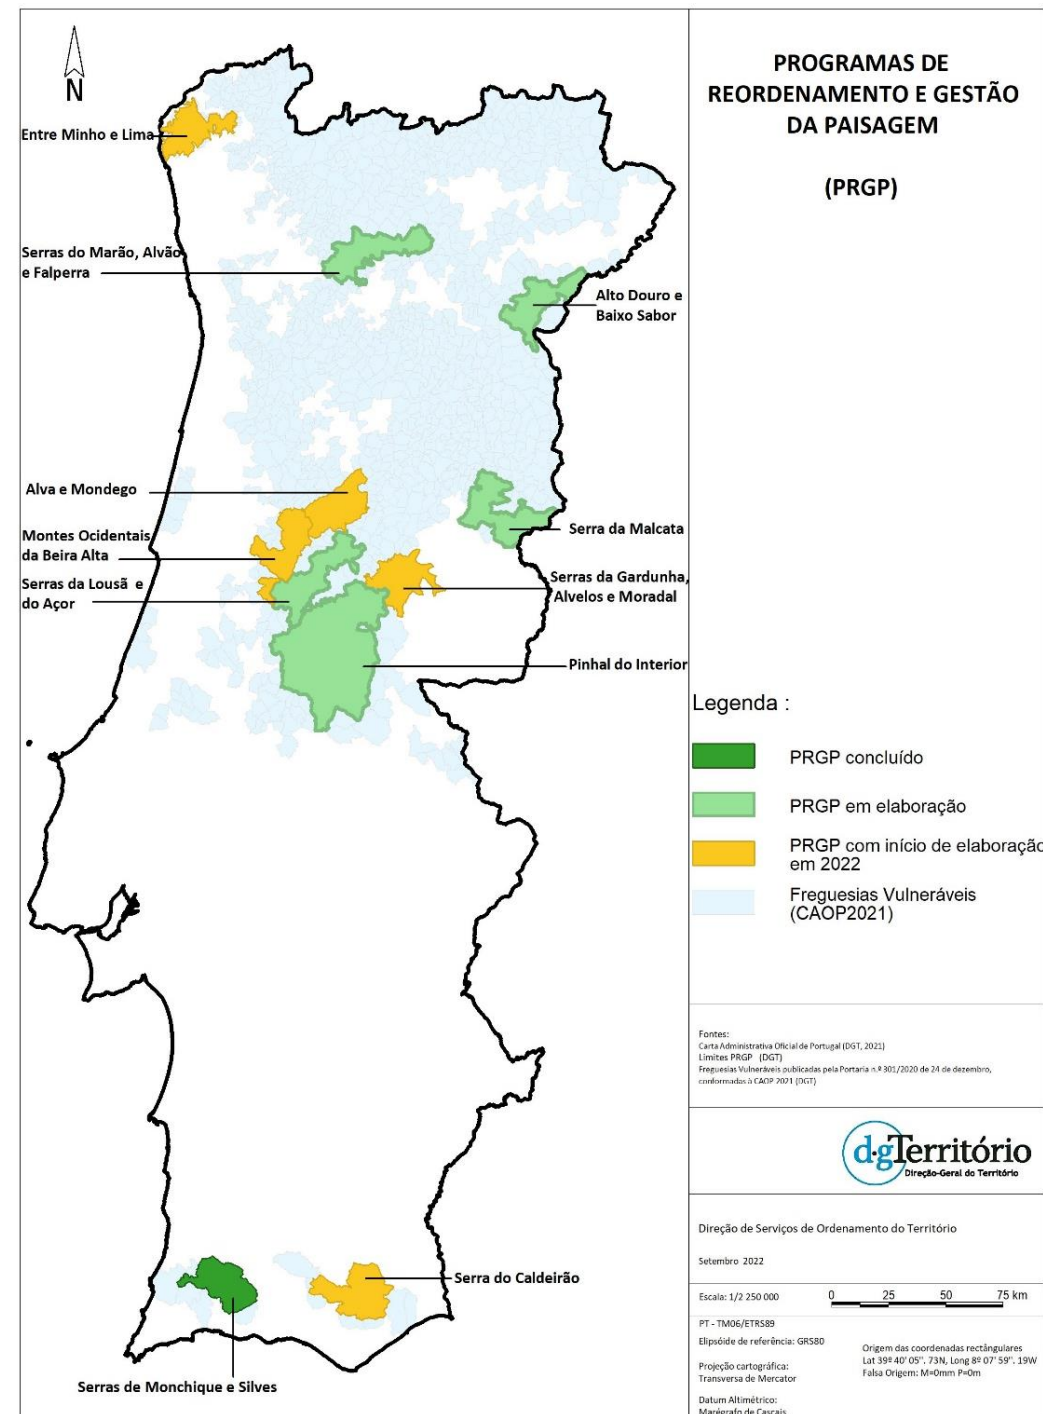 PROGRAMAS DE
REORDENAMENTO E GESTÃO
DA PAISAGEM
(PRGP)
N
Entre Minho e Lima
Serras do Marão, Alvão
e Falperra
Alto Douro e
Baixo Sabor
Alva e Mondego
Montes Ocidentais
da Beira Alta
Serras da Lousã e
do Açor
Serra da Malcata
Serras da Gardunha,
Alvelos e Moradal
Pinhal do Interior
Serra do Caldeirão
Serras de Monchique e Silves
Legenda :
PRGP concluído
PRGP em elaboração
PRGP com início de elaboração
em 2022
Freguesias Vulneráveis
(CAOP2021)
Fontes:
Carta Administrativa Oficial de Portugal (DGT, 2021)
Limites PRGP (DGT)
Freguesias Vulneráveis publicadas pela Portaria n.º 301/2020 de 24 de dezembro,
conformadas à CAOP 2021 (DGT)
d·gTerritório
Direção-Geral do Território
Direção de Serviços de Ordenamento do Território
Setembro 2022
Escala: 1/2 250 000
0 25 50 75 km
PT - TM06/ETRS89
Elipsóide de referência: GRS80
Projeção cartográfica:
Transversa de Mercator
Origem das coordenadas rectângulares
Lat 39º 40' 05''. 73N, Long 8º 07' 59''. 19W
Falsa Origem: M=0mm P=0m
Datum Altimétrico:
Marégrafo de Cascais